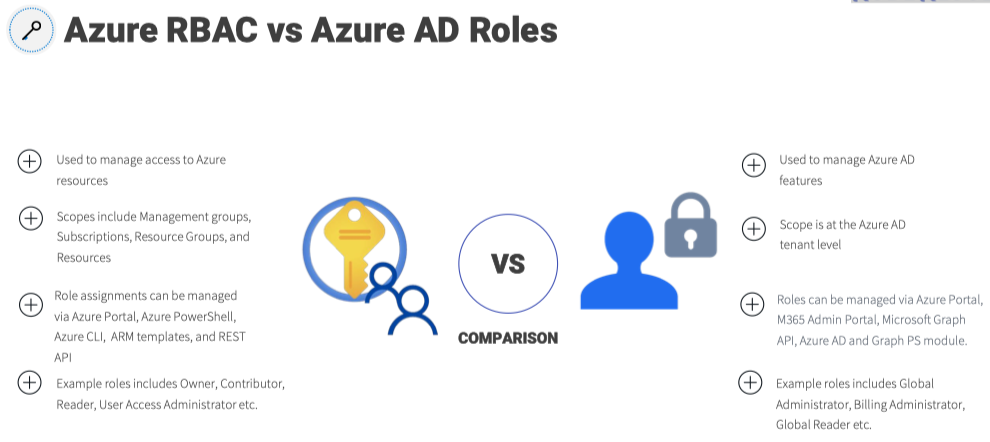 Azure RBAC vs Azure AD Roles
Used to manage access to Azure
resources
Scopes include Management groups,
Subscriptions, Resource Groups, and
Resources
Role assignments can be managed
via Azure Portal, Azure PowerShell,
Azure CLI, ARM templates, and REST
API
Example roles includes Owner, Contributor,
Reader, User Access Administrator etc.
VS
COMPARISON
Used to manage Azure AD
features
Scope is at the Azure AD
tenant level
Roles can be managed via Azure Portal,
M365 Admin Portal, Microsoft Graph
API, Azure AD and Graph PS module.
Example roles includes Global
Administrator, Billing Administrator,
Global Reader etc.